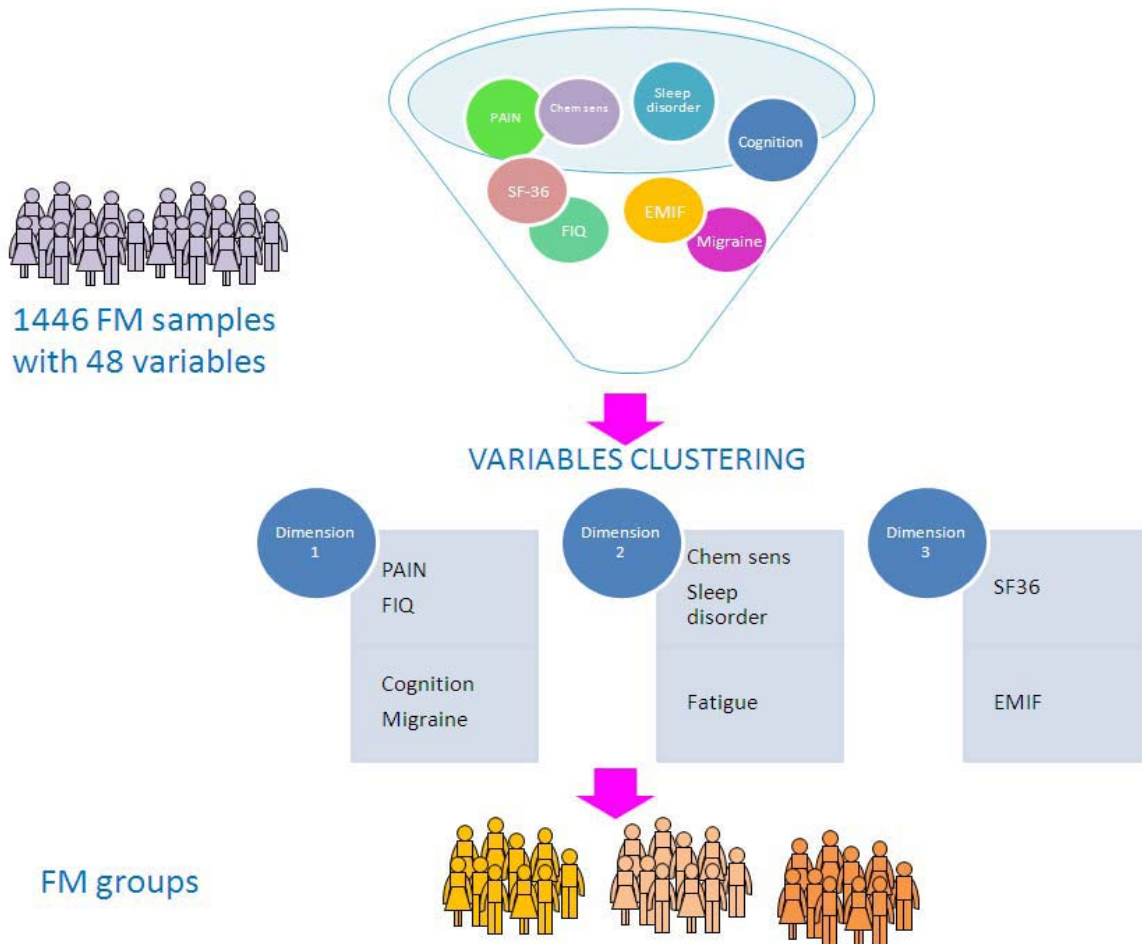 PAIN
Chem sens
Sleep
disorder
Cognition
SF-36
FIQ
EMIF
Migraine
1446 FM samples
with 48 variables
VARIABLES CLUSTERING
Dimension
1
PAIN
FIQ
Cognition
Migraine
Dimension
2
Chem sens
Sleep
disorder
Fatigue
Dimension
3
SF36
EMIF
FM groups